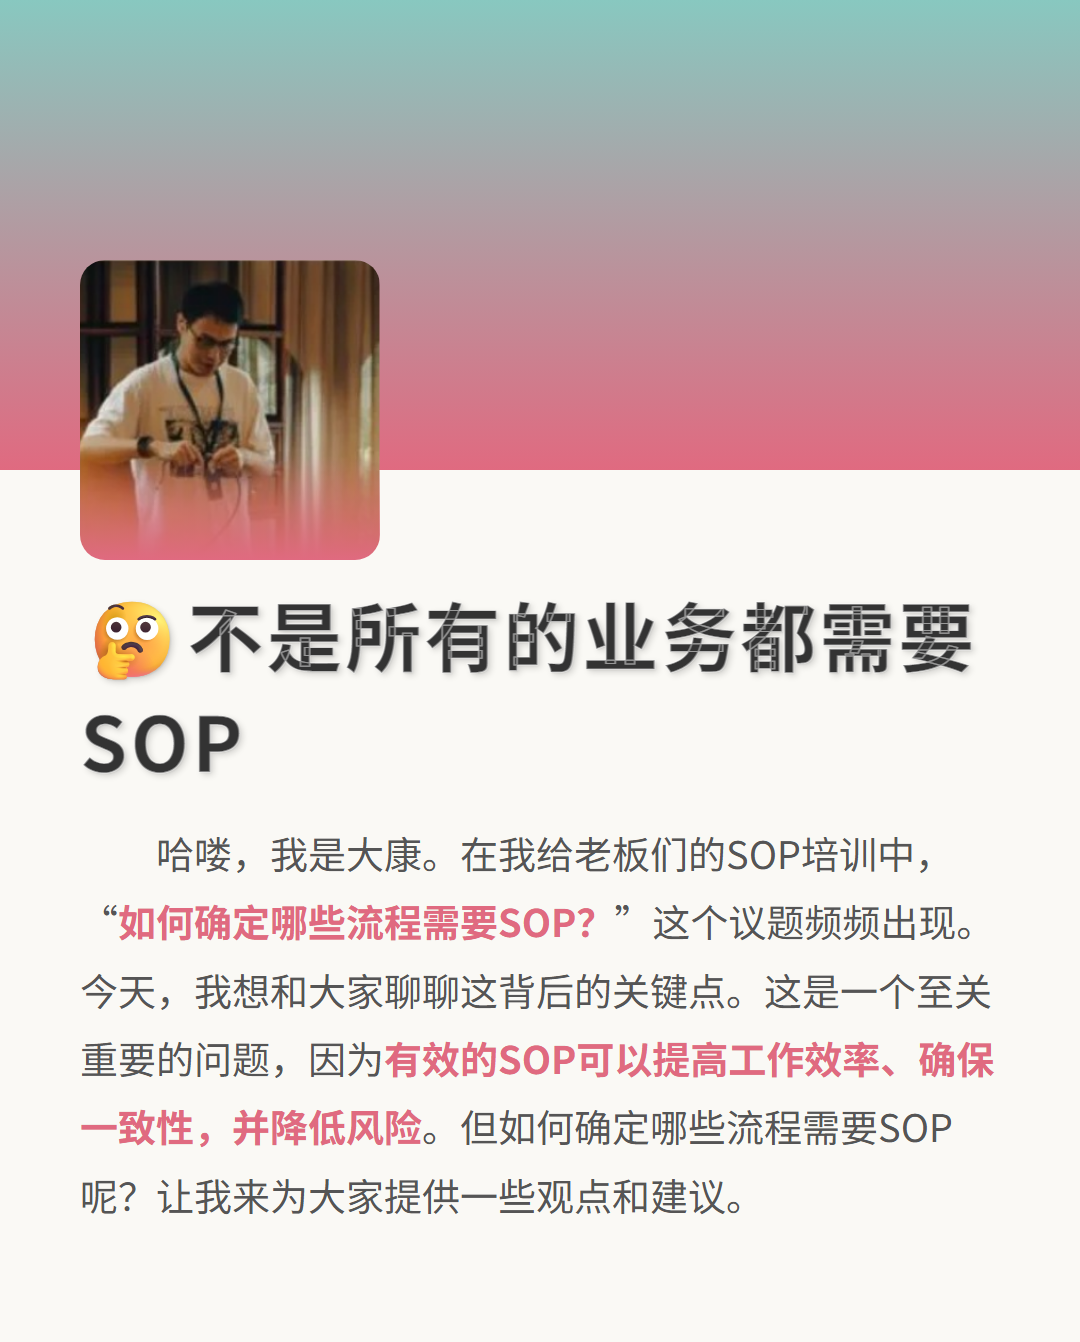 🤔不是所有的业务都需要
SOP
哈喽，我是大康。在我给老板们的SOP培训中，
“如何确定哪些流程需要SOP？”这个议题频频出现。
今天，我想和大家聊聊这背后的关键点。这是一个至关
重要的问题，因为有效的SOP可以提高工作效率、确保
一致性，并降低风险。但如何确定哪些流程需要SOP
呢？让我来为大家提供一些观点和建议。